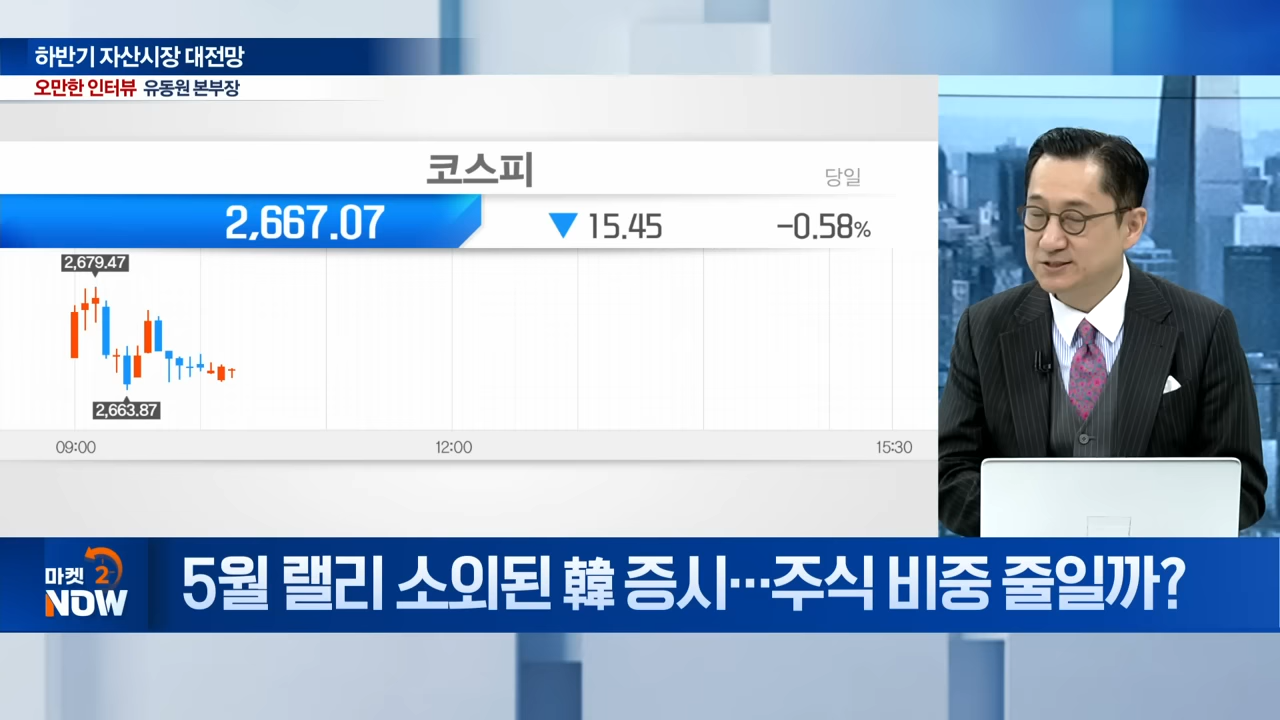 하반기 자산시장 대전망
오만한 인터뷰 유동원 본부장
코스피
당일
2,667.07 ▼ 15.45 -0.58%
2,679.47
2,663.87
09:00 12:00 15:30
마켓 2
NOW
5월 랠리 소외된 韓 증시…주식 비중 줄일까?